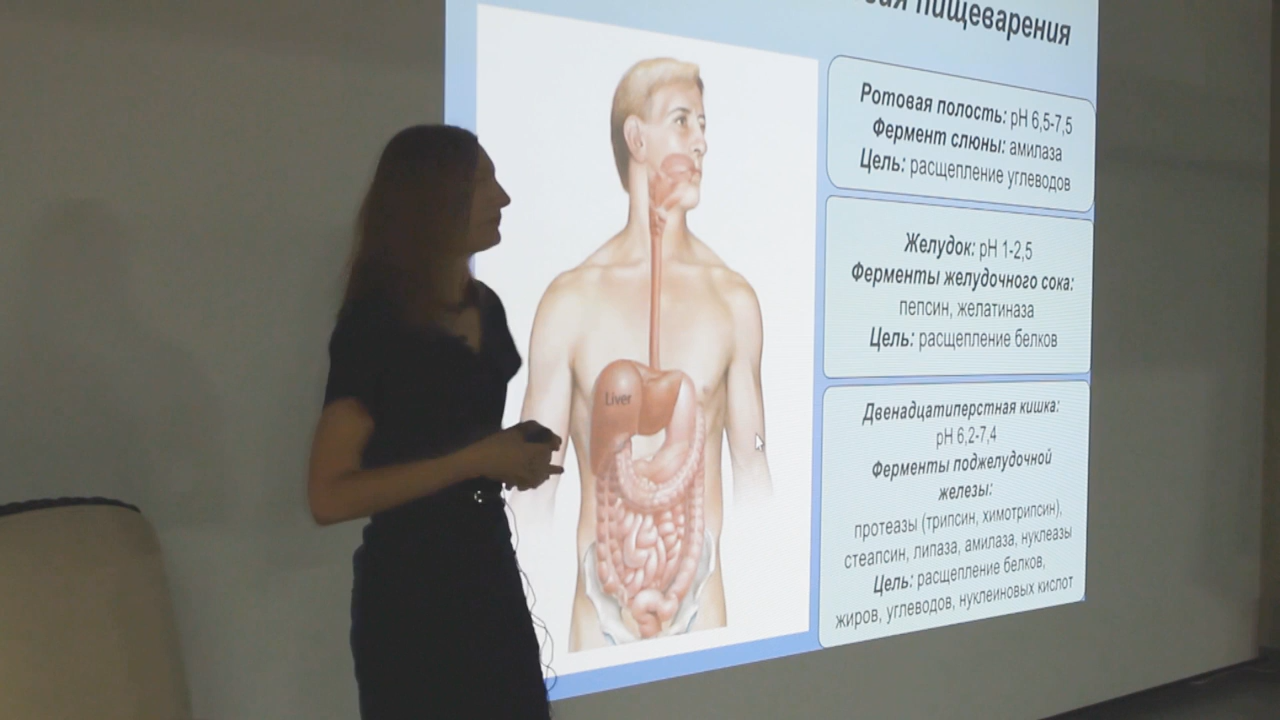 пищеварения
Ротовая полость: pH 6,5-7,5
Фермент слюны: амилаза
Цель: расщепление углеводов
Желудок: pH 1-2,5
Ферменты желудочного сока:
пепсин, желатиназа
Цель: расщепление белков
Двенадцатиперстная кишка:
pH 6,2-7,4
Ферменты поджелудочной
железы:
протеазы (трипсин, химотрипсин),
стеапсин, липаза, амилаза, нуклеазы
Цель: расщепление белков,
жиров, углеводов, нуклеиновых кислот
Liver